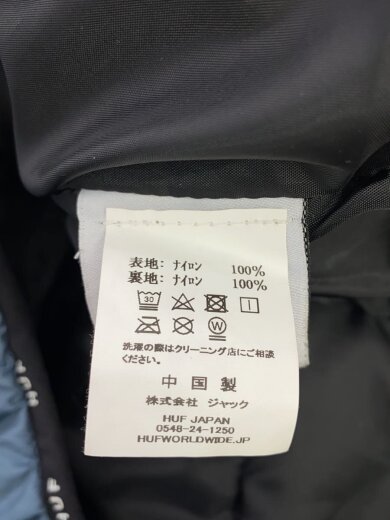 表地: ﾅｲﾛﾝ 100%
裏地: ﾅｲﾛﾝ 100%
30
W
洗濯の際はクリーニング店にご相談
ください。
中国製
株式会社 ジャック
HUF JAPAN
0548-24-1250
HUFWORLDWIDE.JP